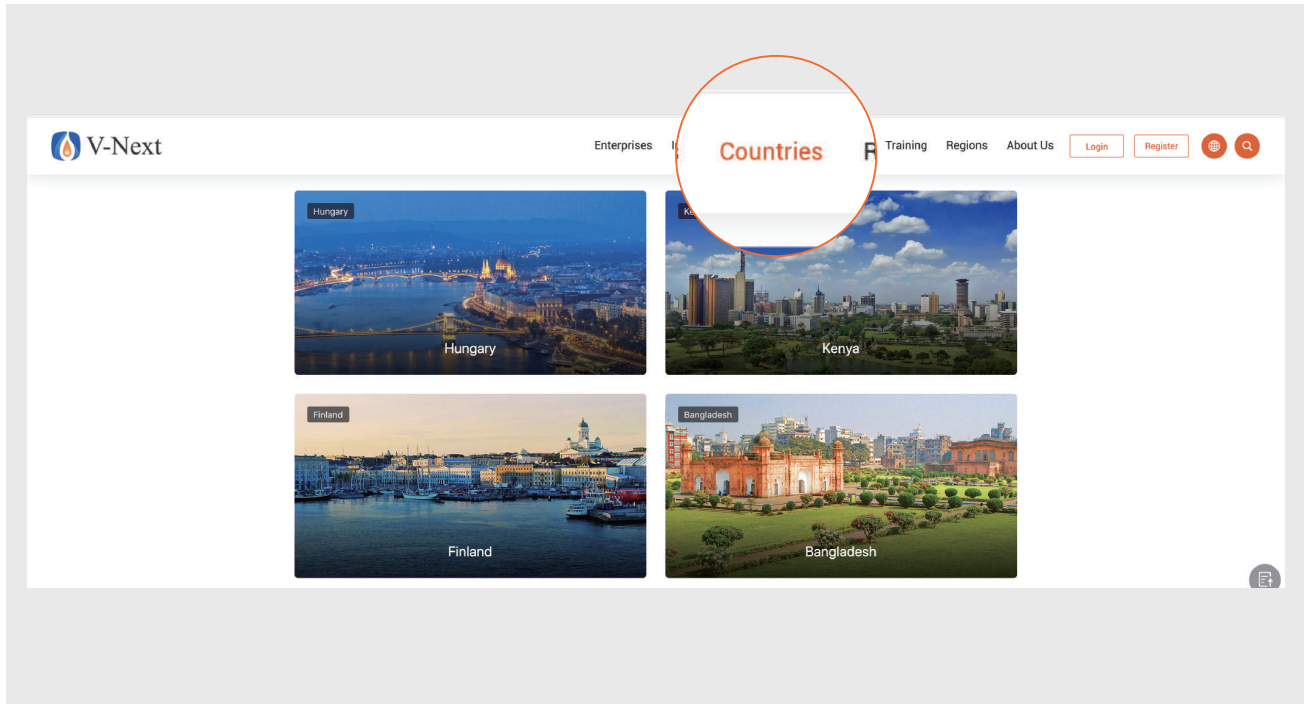 V-Next
Enterprises Countries Training Regions About Us Login Register
Hungary
Hungary
Kenya
Finland
Finland
Bangladesh
Bangladesh